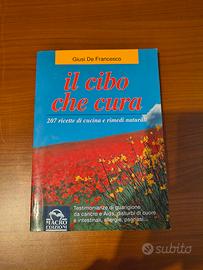 Giusi De Francesco
il cibo
che cura
207 ricette di cucina e rimedi naturali
Testimonianze di guarigione
da cancro e Aids, disturbi di cuore
e intestinali, allergie, psoriasi...
MACRO
EDIZIONI
subito